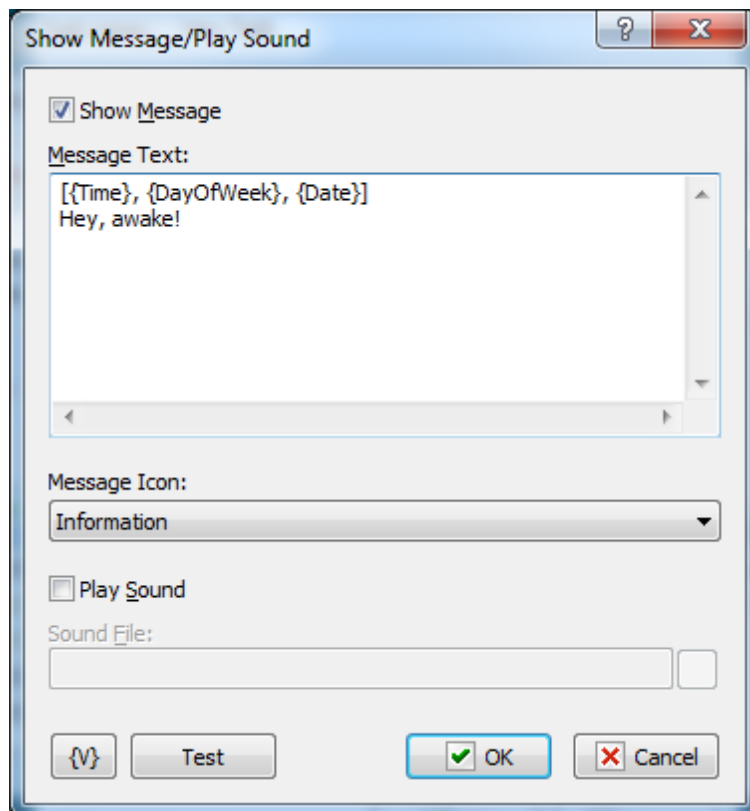 Show Message/Play Sound
?
Show Message
Message Text:
[{Time}, {DayOfWeek}, {Date}]
Hey, awake!
Message Icon:
Information
Play Sound
Sound File:
{V} Test OK Cancel